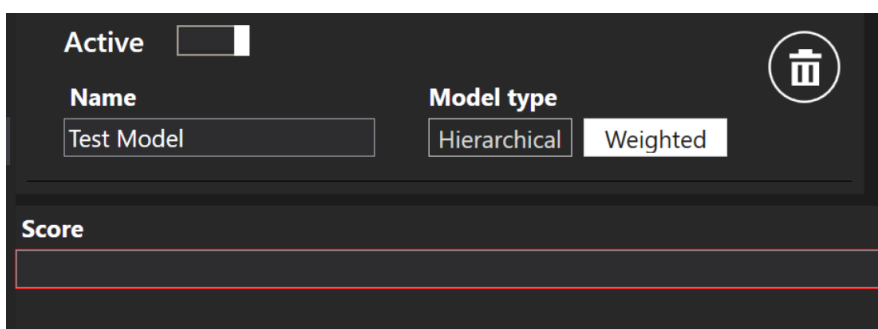 Active
Name
Model type
Test Model
Hierarchical
Weighted
Score